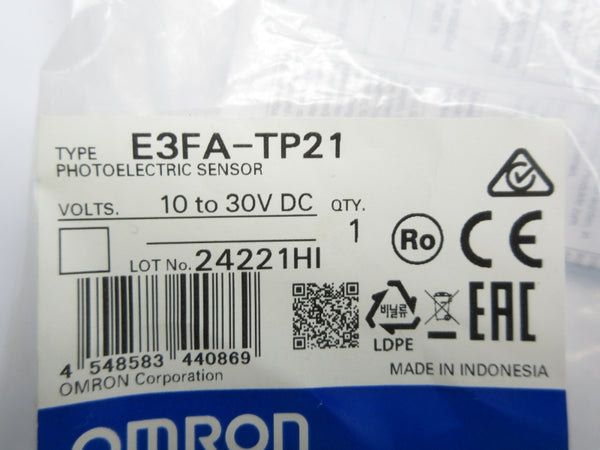 TYPE E3FA-TP21
PHOTOELECTRIC SENSOR
VOLTS. 10 to 30V DC QTY.
1
LOT No. 24221HI
Ro CE
비닐류
LDPE
EAC
4 548583 440869
OMRON Corporation
MADE IN INDONESIA
OMRON